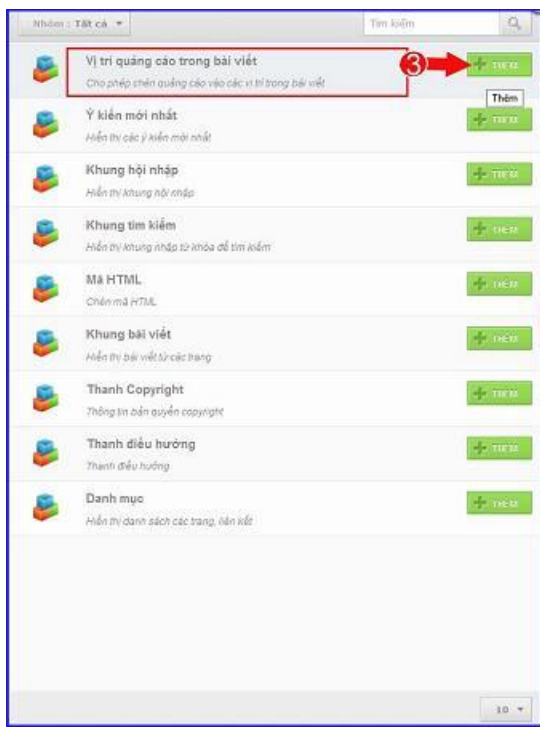 Nhóm : Tất cả
Tìm kiếm
Vị trí quảng cáo trong bài viết
Cho phép chèn quảng cáo vào các vị trí trong bài viết
3
THÊM
Thêm
Ý kiến mới nhất
Hiển thị các ý kiến mới nhất
THÊM
Khung hội nhập
Hiển thị khung hội nhập
THÊM
Khung tìm kiếm
Hiển thị khung nhập từ khóa để tìm kiếm
THÊM
Mã HTML
Chèn mã HTML
THÊM
Khung bài viết
Hiển thị bài viết từ các trang
THÊM
Thanh Copyright
Thông tin bản quyền copyright
THÊM
Thanh điều hướng
Thanh điều hướng
THÊM
Danh mục
Hiển thị danh sách các trang, liên kết
THÊM
10